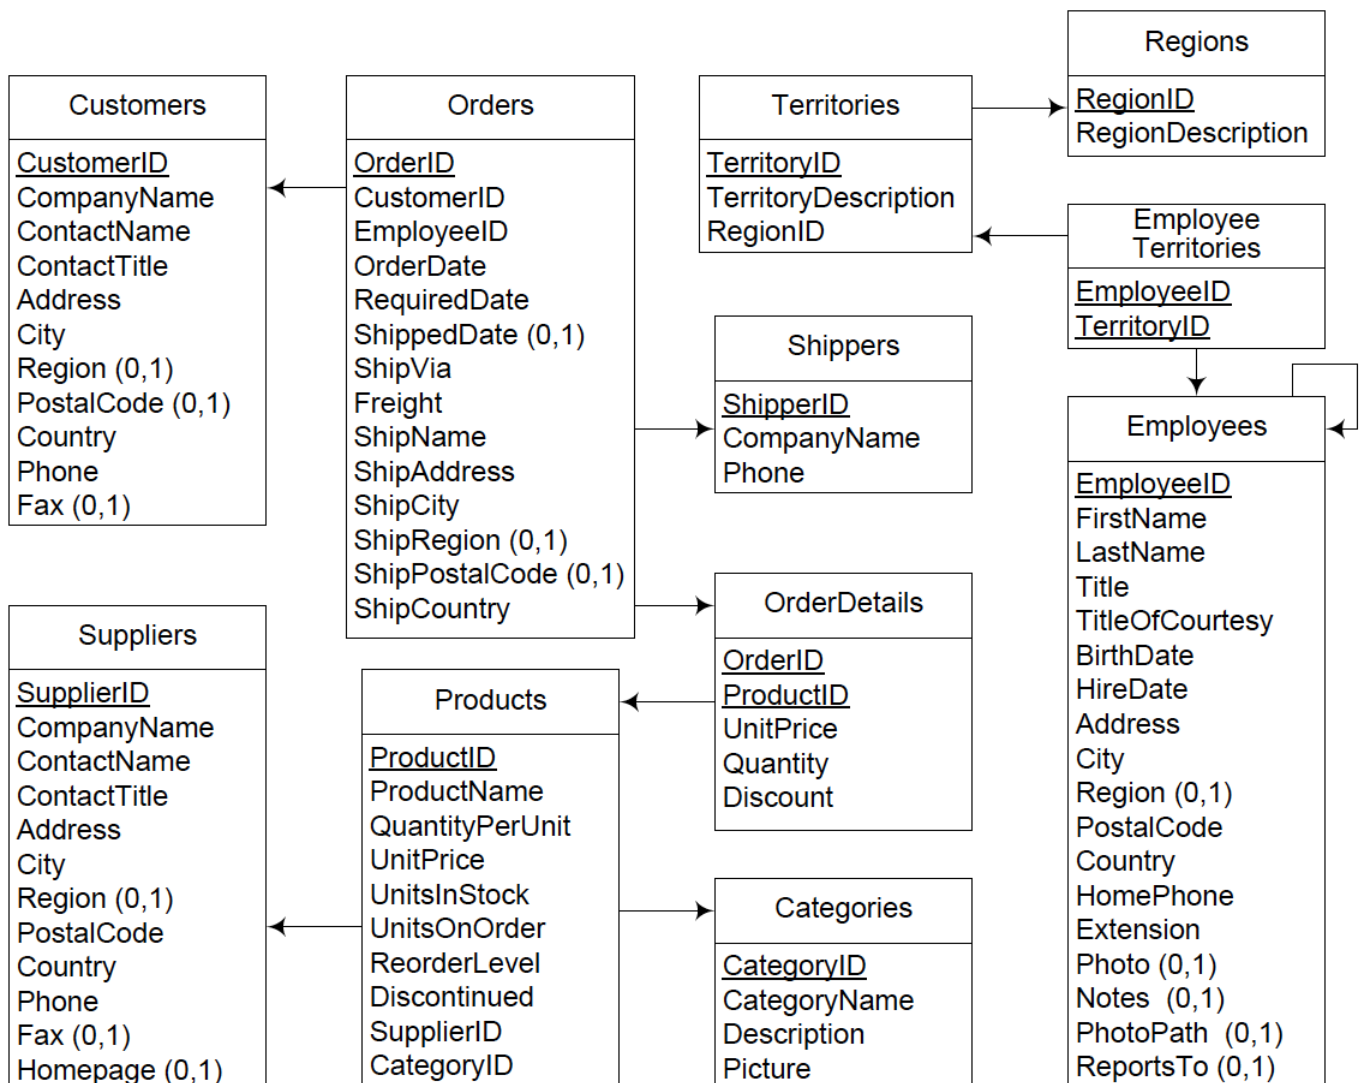 Customers
CustomerID
CompanyName
ContactName
ContactTitle
Address
City
Region (0,1)
PostalCode (0,1)
Country
Phone
Fax (0,1)
Orders
OrderID
CustomerID
EmployeeID
OrderDate
RequiredDate
ShippedDate (0,1)
ShipVia
Freight
ShipName
ShipAddress
ShipCity
ShipRegion (0,1)
ShipPostalCode (0,1)
ShipCountry
Territories
TerritoryID
TerritoryDescription
RegionID
Regions
RegionID
RegionDescription
Employee
Territories
EmployeeID
TerritoryID
Shippers
ShipperID
CompanyName
Phone
Employees
EmployeeID
FirstName
LastName
Title
TitleOfCourtesy
BirthDate
HireDate
Address
City
Region (0,1)
PostalCode
Country
HomePhone
Extension
Photo (0,1)
Notes (0,1)
PhotoPath (0,1)
ReportsTo (0,1)
OrderDetails
OrderID
ProductID
UnitPrice
Quantity
Discount
Suppliers
SupplierID
CompanyName
ContactName
ContactTitle
Address
City
Region (0,1)
PostalCode
Country
Phone
Fax (0,1)
Homepage (0,1)
Products
ProductID
ProductName
QuantityPerUnit
UnitPrice
UnitsInStock
UnitsOnOrder
ReorderLevel
Discontinued
SupplierID
CategoryID
Categories
CategoryID
CategoryName
Description
Picture